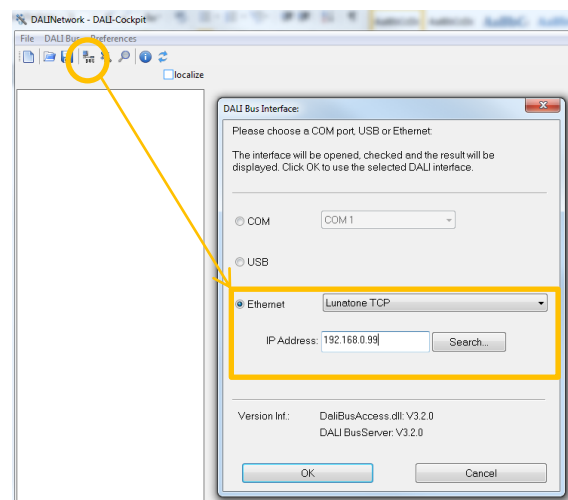 DALINetwork - DALI-Cockpit
File DALI Bus Preferences
localize
DALI Bus Interface:
Please choose a COM port, USB or Ethernet.
The interface will be opened, checked and the result will be
displayed. Click OK to use the selected DALI interface.
COM COM 1
USB
Ethernet Lunatone TCP
IP Address: 192.168.0.99 Search...
Version Inf.: DaliBusAccess.dll: V3.2.0
DALI BusServer: V3.2.0
OK Cancel